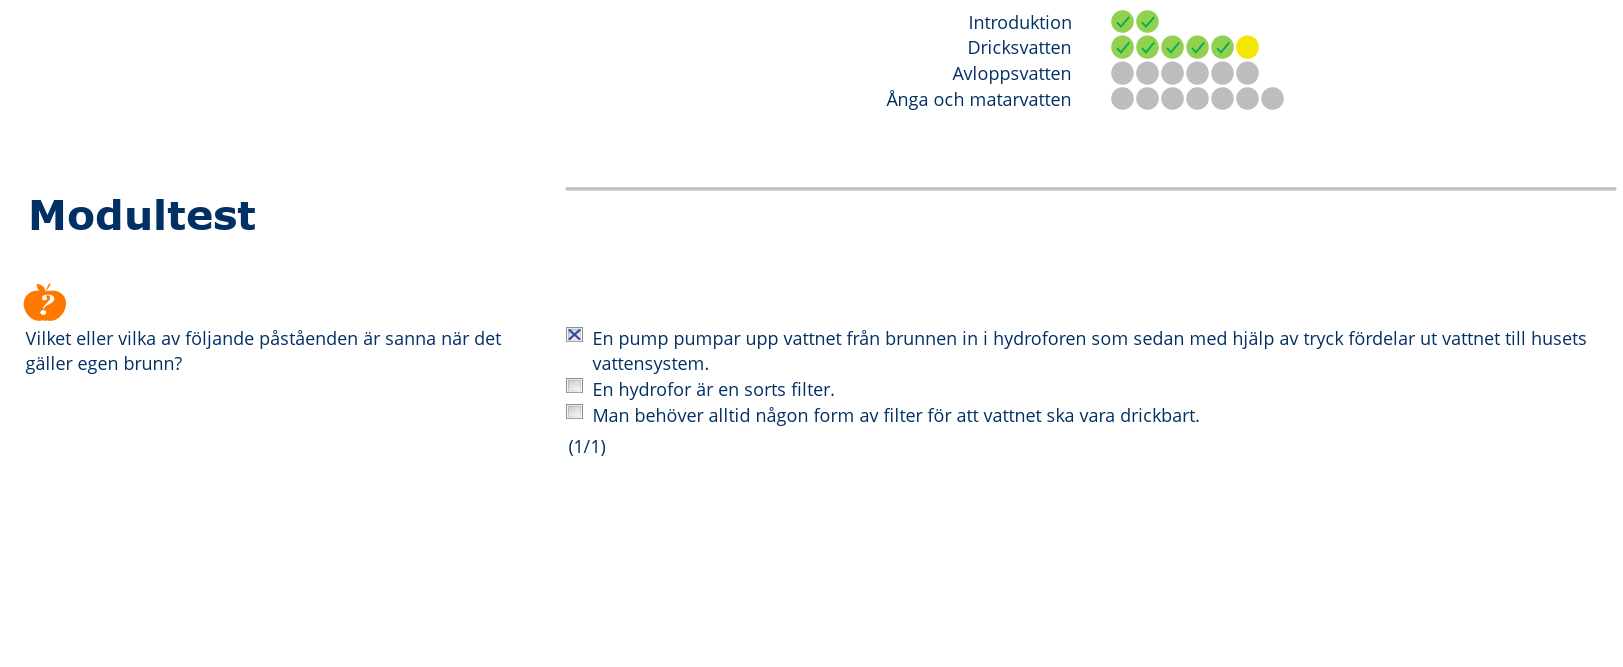 Introduktion
Dricksvatten
Avloppsvatten
Ånga och matarvatten
Modultest
?
Vilket eller vilka av följande påståenden är sanna när det
gäller egen brunn?
En pump pumpar upp vattnet från brunnen in i hydroforen som sedan med hjälp av tryck fördelar ut vattnet till husets
vattensystem.
En hydrofor är en sorts filter.
Man behöver alltid någon form av filter för att vattnet ska vara drickbart.
(1/1)